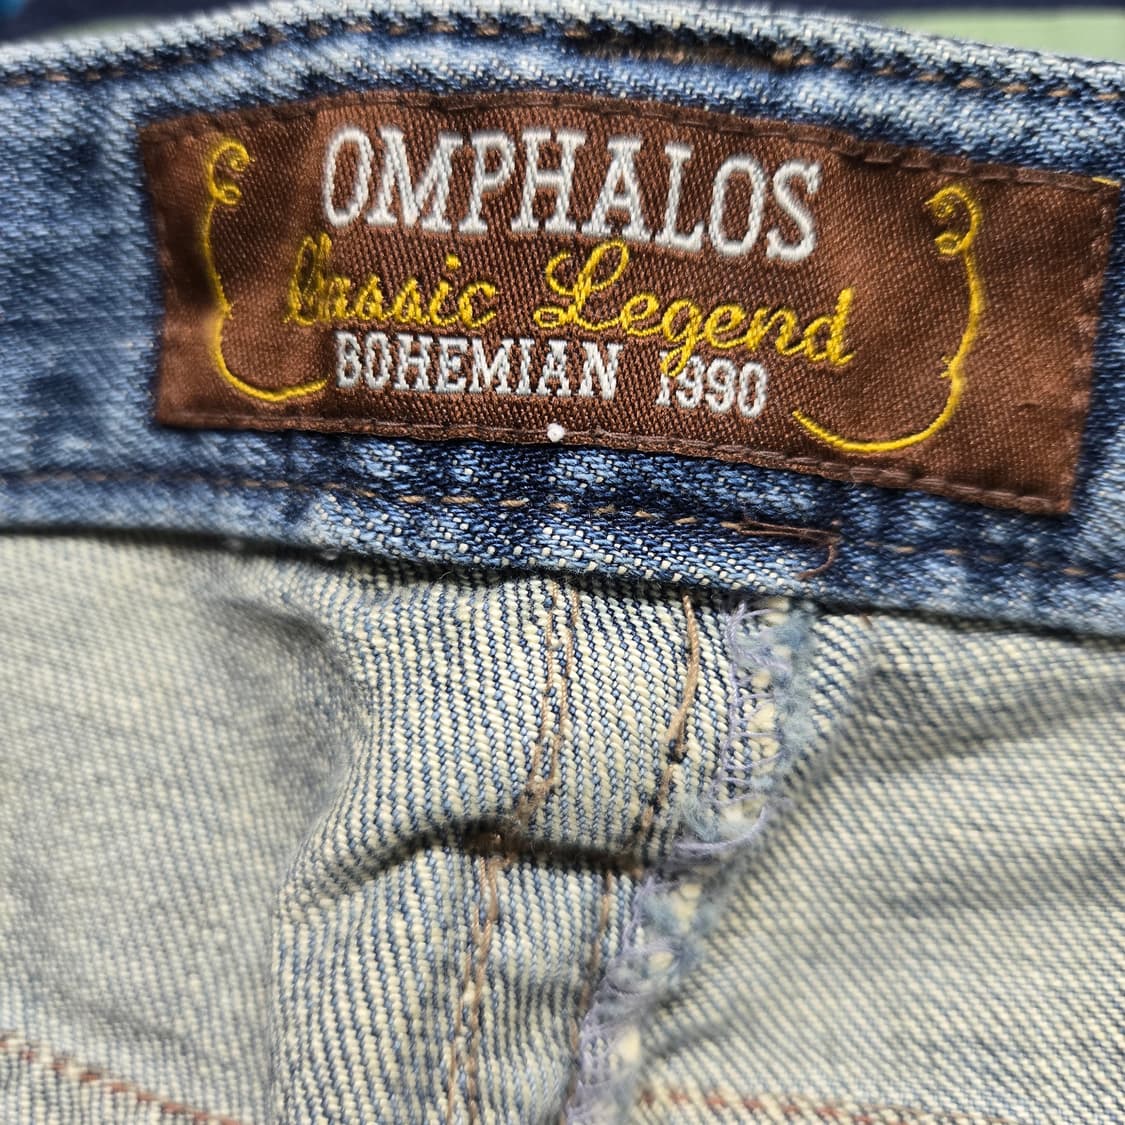 OMPHALOS
Classic Legend
BOHEMIAN 1990